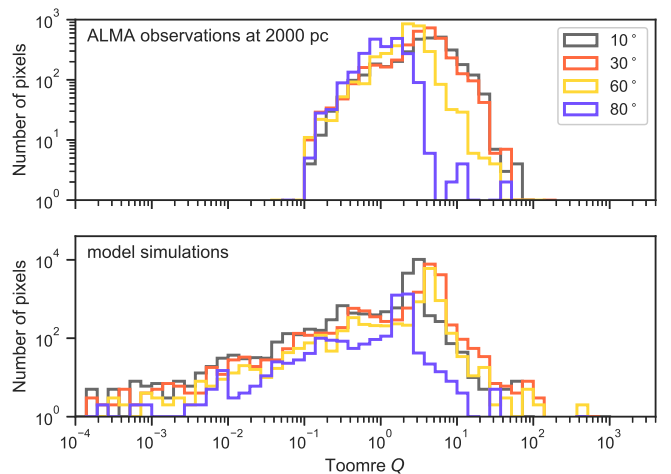 ALMA observations at 2000 pc
Number of pixels
10³
10²
10¹
10⁰
10°
30°
60°
80°
model simulations
Number of pixels
10⁴
10²
10⁰
10⁻⁴ 10⁻³ 10⁻² 10⁻¹ 10⁰ 10¹ 10² 10³
Toomre Q